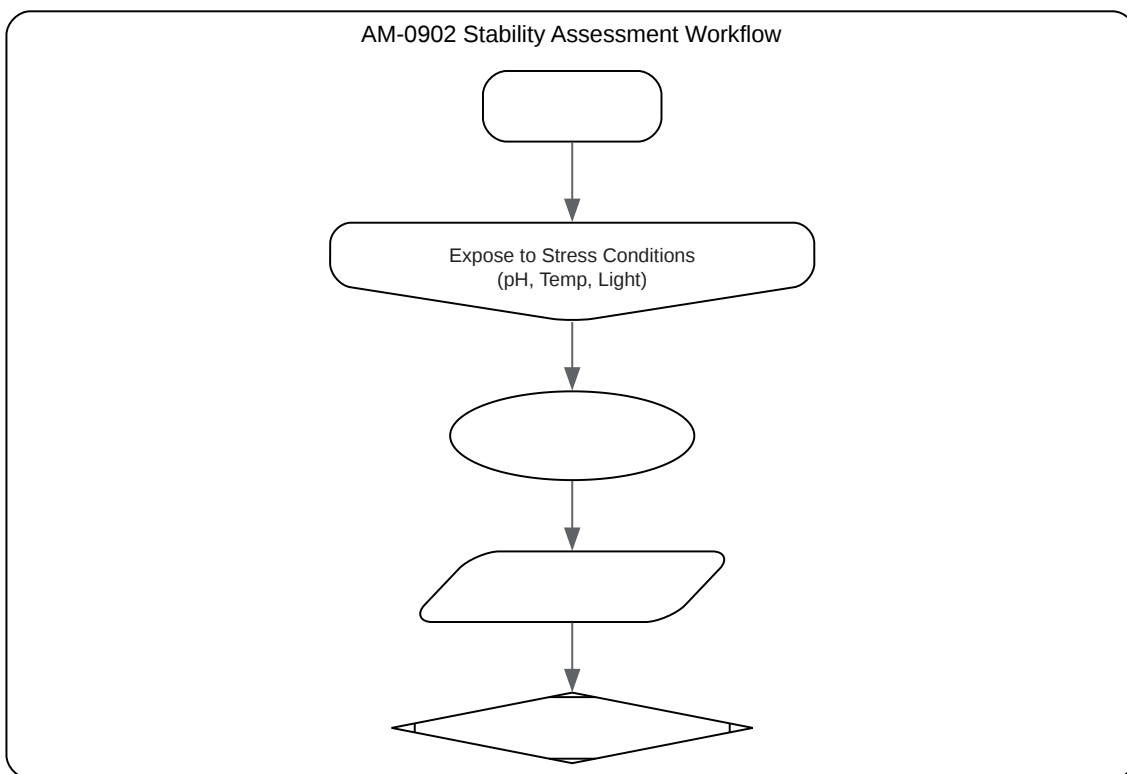 AM-0902 Stability Assessment Workflow
Expose to Stress Conditions
(pH, Temp, Light)